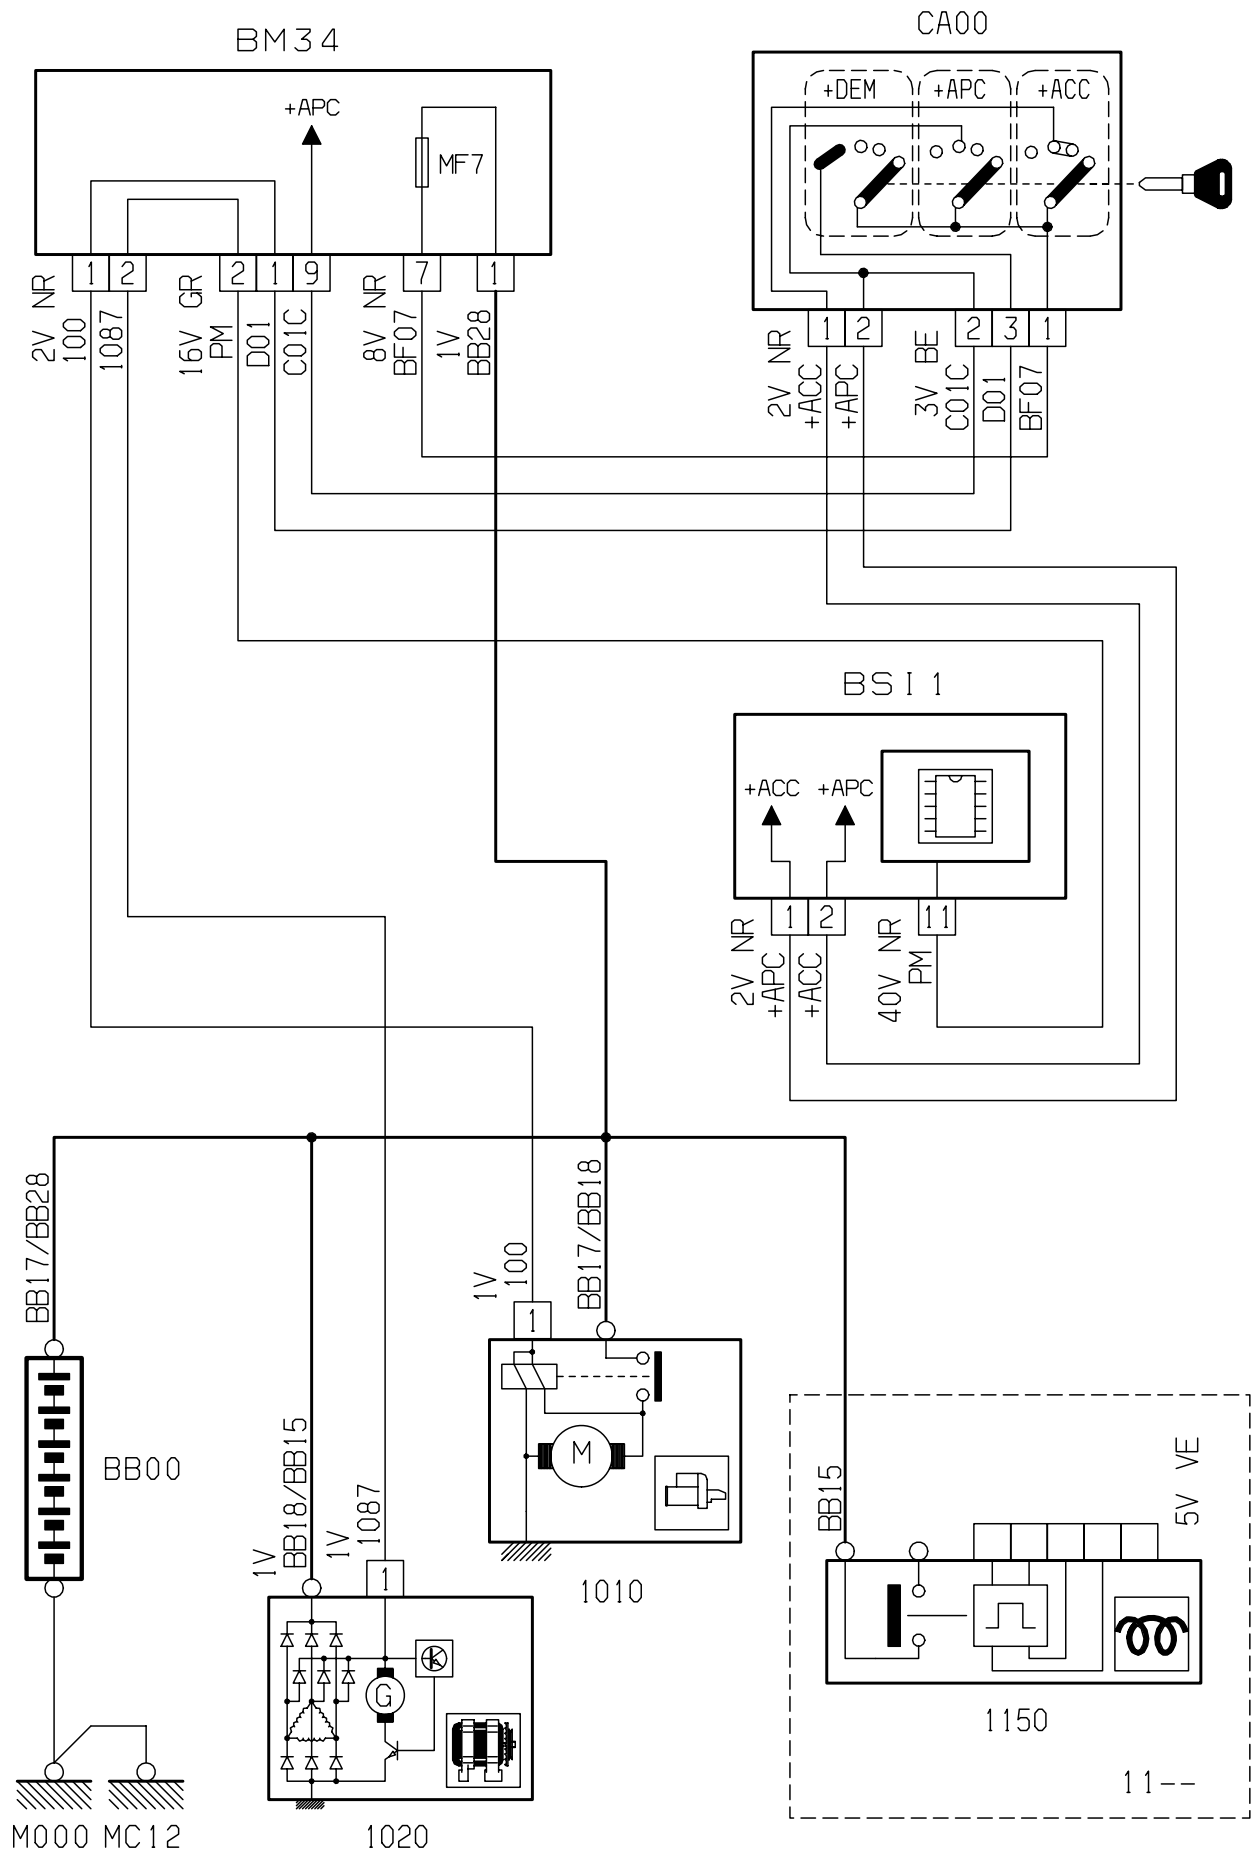 CA00
BM34
+DEM
+APC
+ACC
+APC
MF7
1
2
2
1
9
7
1
2V NR
100
1087
16V GR
PM
D01
C01C
8V NR
BF07
1V
BB28
1
2
2
3
1
2V NR
+ACC
+APC
3V BE
C01C
D01
BF07
BSI1
+ACC
+APC
1
2
11
2V NR
+APC
+ACC
40V NR
PM
BB17/BB28
1V
100
BB17/BB18
1
BB00
M
1V
BB18/BB15
1V
1087
1
1010
BB15
5V VE
G
1150
11--
M000
MC12
1020